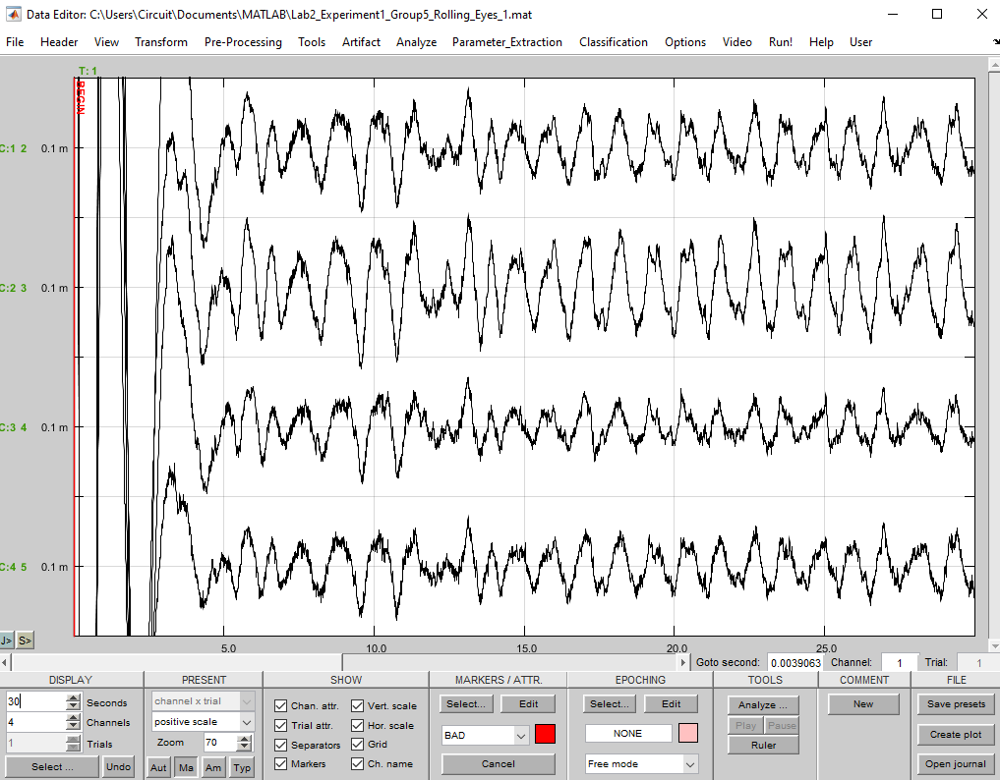 Data Editor: C:\Users\Circuit\Documents\MATLAB\Lab2_Experiment1_Group5_Rolling_Eyes_1.mat
File Header View Transform Pre-Processing Tools Artifact Analyze Parameter_Extraction Classification Options Video Run! Help User
T: 1
BEGIN
C:1 2 0.1 m
C:2 3 0.1 m
C:3 4 0.1 m
C:4 5 0.1 m
J> S>
5.0 10.0 15.0 20.0 25.0
Goto second: 0.0039063 Channel: 1 Trial: 1
DISPLAY PRESENT SHOW MARKERS / ATTR. EPOCHING TOOLS COMMENT FILE
30 Seconds channel x trial Chan. attr. Vert. scale Select... Edit Select... Edit Analyze ... New Save presets
4 Channels positive scale Trial attr. Hor. scale BAD NONE Play Pause Create plot
1 Trials Zoom 70 Separators Grid Ruler
Select ... Undo Aut Ma Am Typ Markers Ch. name Cancel Free mode Open journal